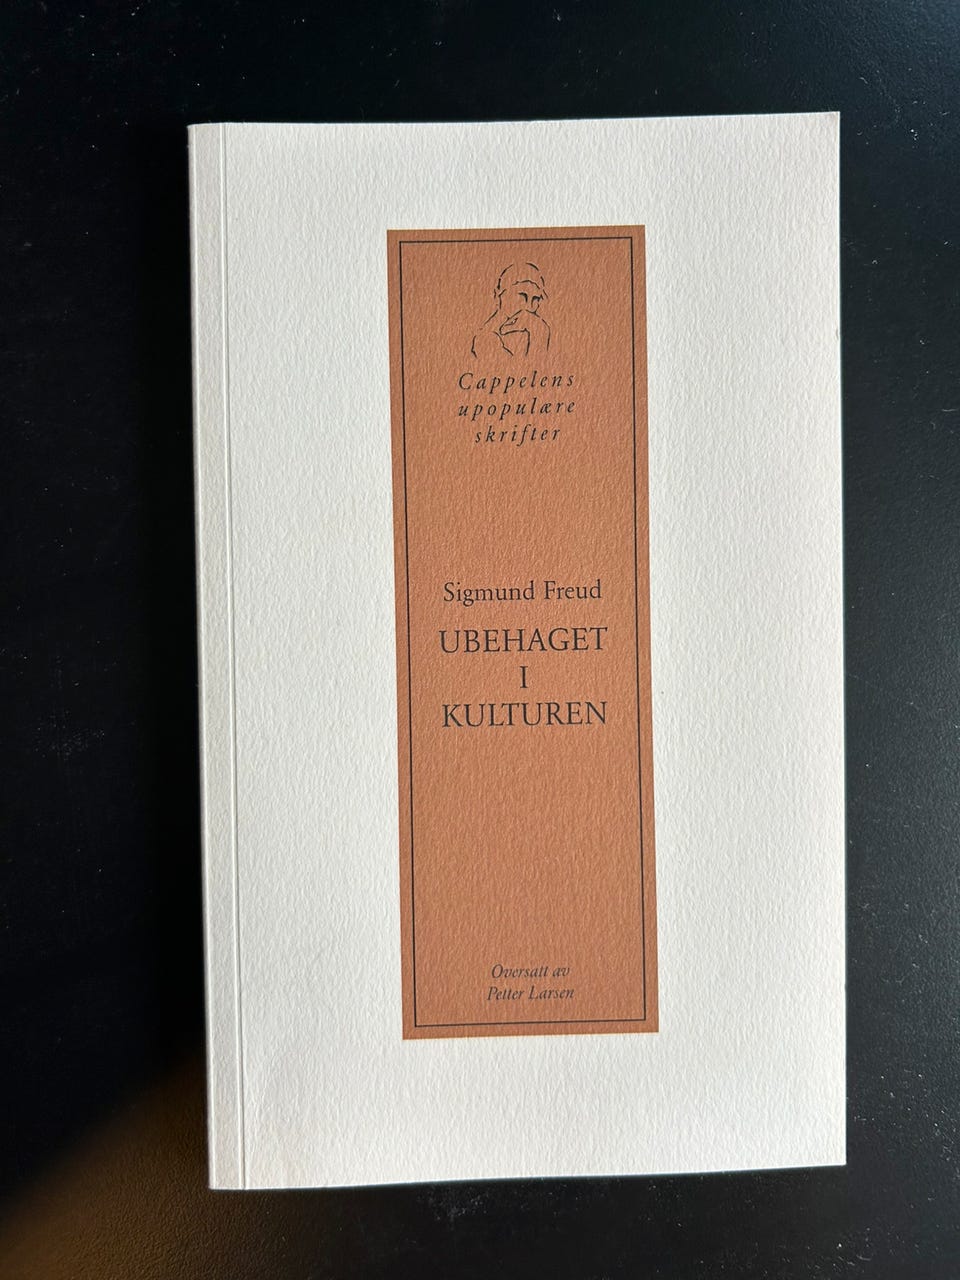 Cappelens
upopulære
skrifter
Sigmund Freud
UBEHAGET
I
KULTUREN
Oversatt av
Petter Larsen